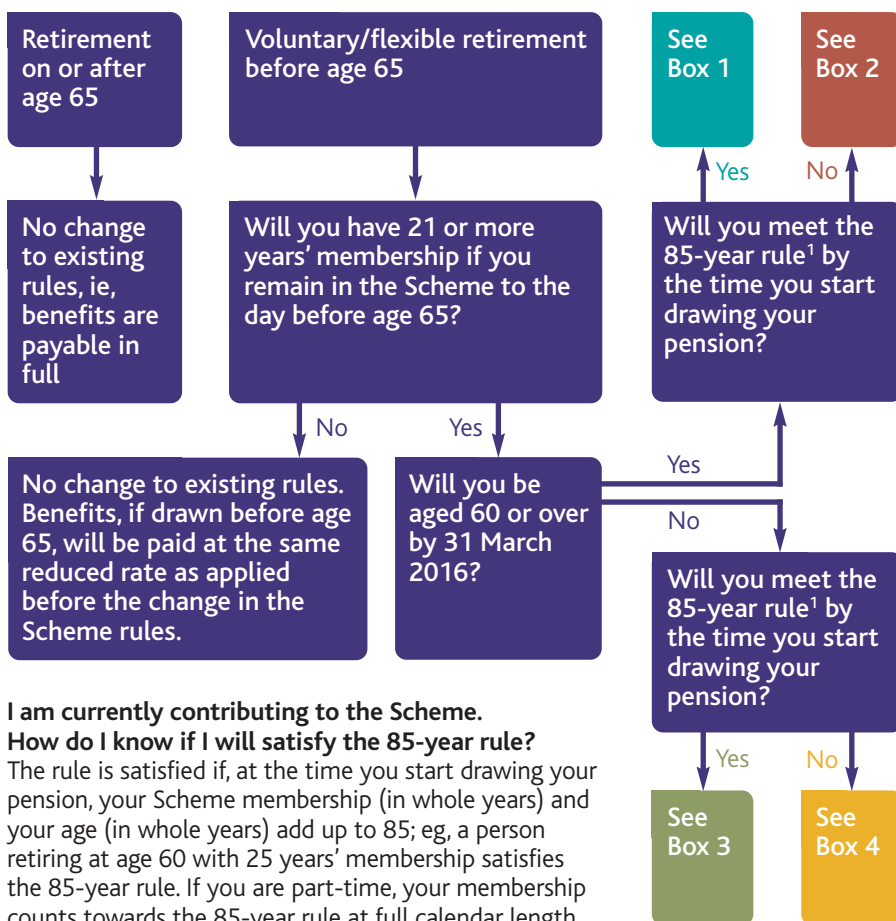 Retirement
on or after
age 65
Voluntary/flexible retirement
before age 65
See
Box 1
See
Box 2
Yes
No
No change
to existing
rules, ie,
benefits are
payable in
full
Will you have 21 or more
years' membership if you
remain in the Scheme to the
day before age 65?
Will you meet the
85-year rule¹ by
the time you start
drawing your
pension?
No
Yes
Yes
No
No change to existing rules.
Benefits, if drawn before age
65, will be paid at the same
reduced rate as applied
before the change in the
Scheme rules.
Will you be
aged 60 or over
by 31 March
2016?
Will you meet the
85-year rule¹ by
the time you start
drawing your
pension?
Yes
No
See
Box 3
See
Box 4
I am currently contributing to the Scheme.
How do I know if I will satisfy the 85-year rule?
The rule is satisfied if, at the time you start drawing your
pension, your Scheme membership (in whole years) and
your age (in whole years) add up to 85; eg, a person
retiring at age 60 with 25 years' membership satisfies
the 85-year rule. If you are part-time, your membership
counts towards the 85-year rule at full calendar length